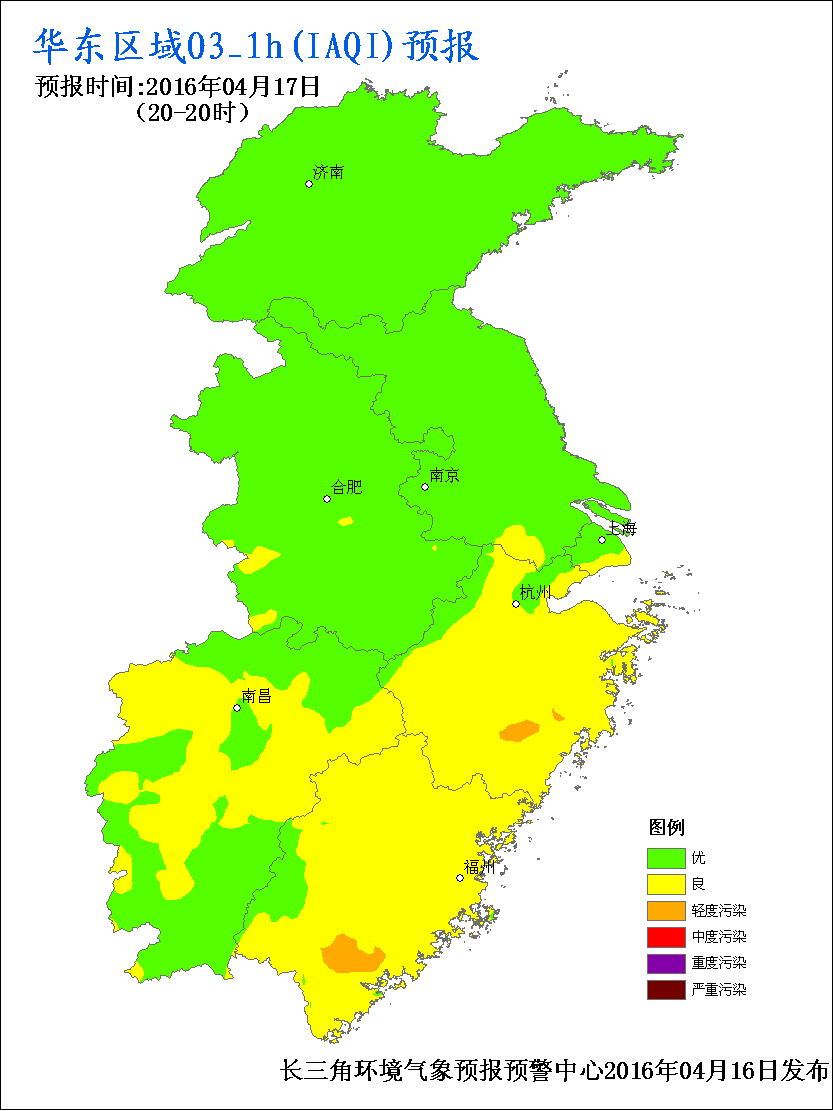 华东区域O3_1h(IAQI)预报
预报时间:2016年04月17日
（20-20时）
济南
合肥
南京
上海
杭州
南昌
福州
图例
优
良
轻度污染
中度污染
重度污染
严重污染
长三角环境气象预报预警中心2016年04月16日发布